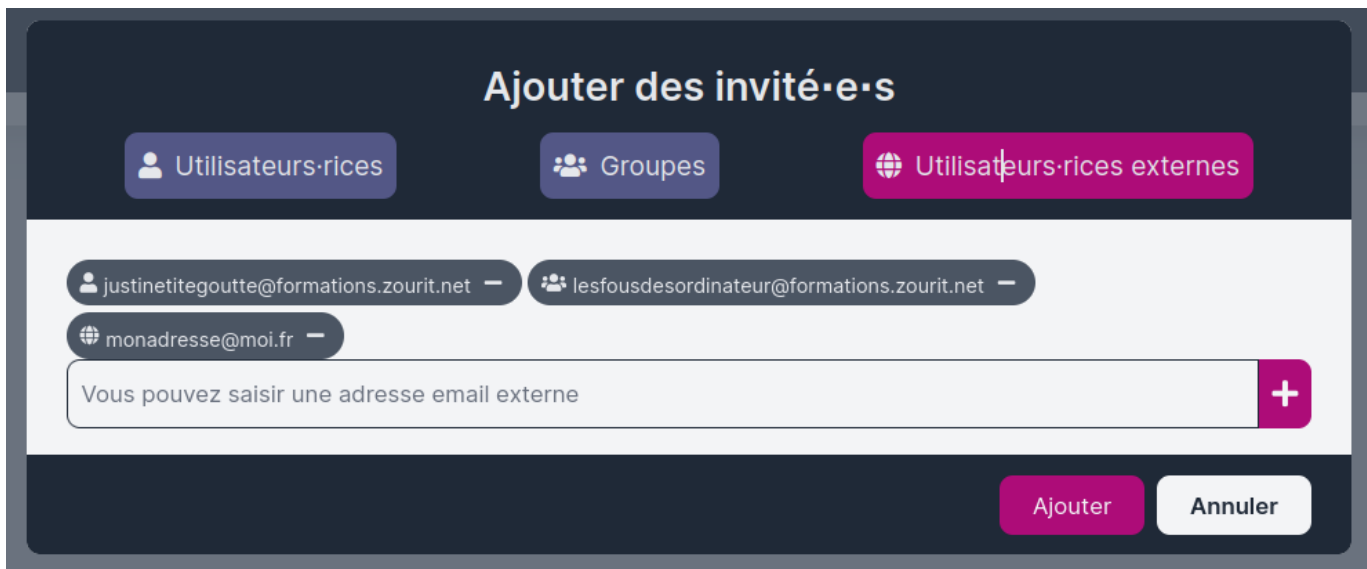 Ajouter des invité·e·s
Utilisateurs·rices Groupes Utilisateurs·rices externes
justinetitegoutte@formations.zourit.net lesfousdesordinateur@formations.zourit.net
monadresse@moi.fr
Vous pouvez saisir une adresse email externe
Ajouter Annuler